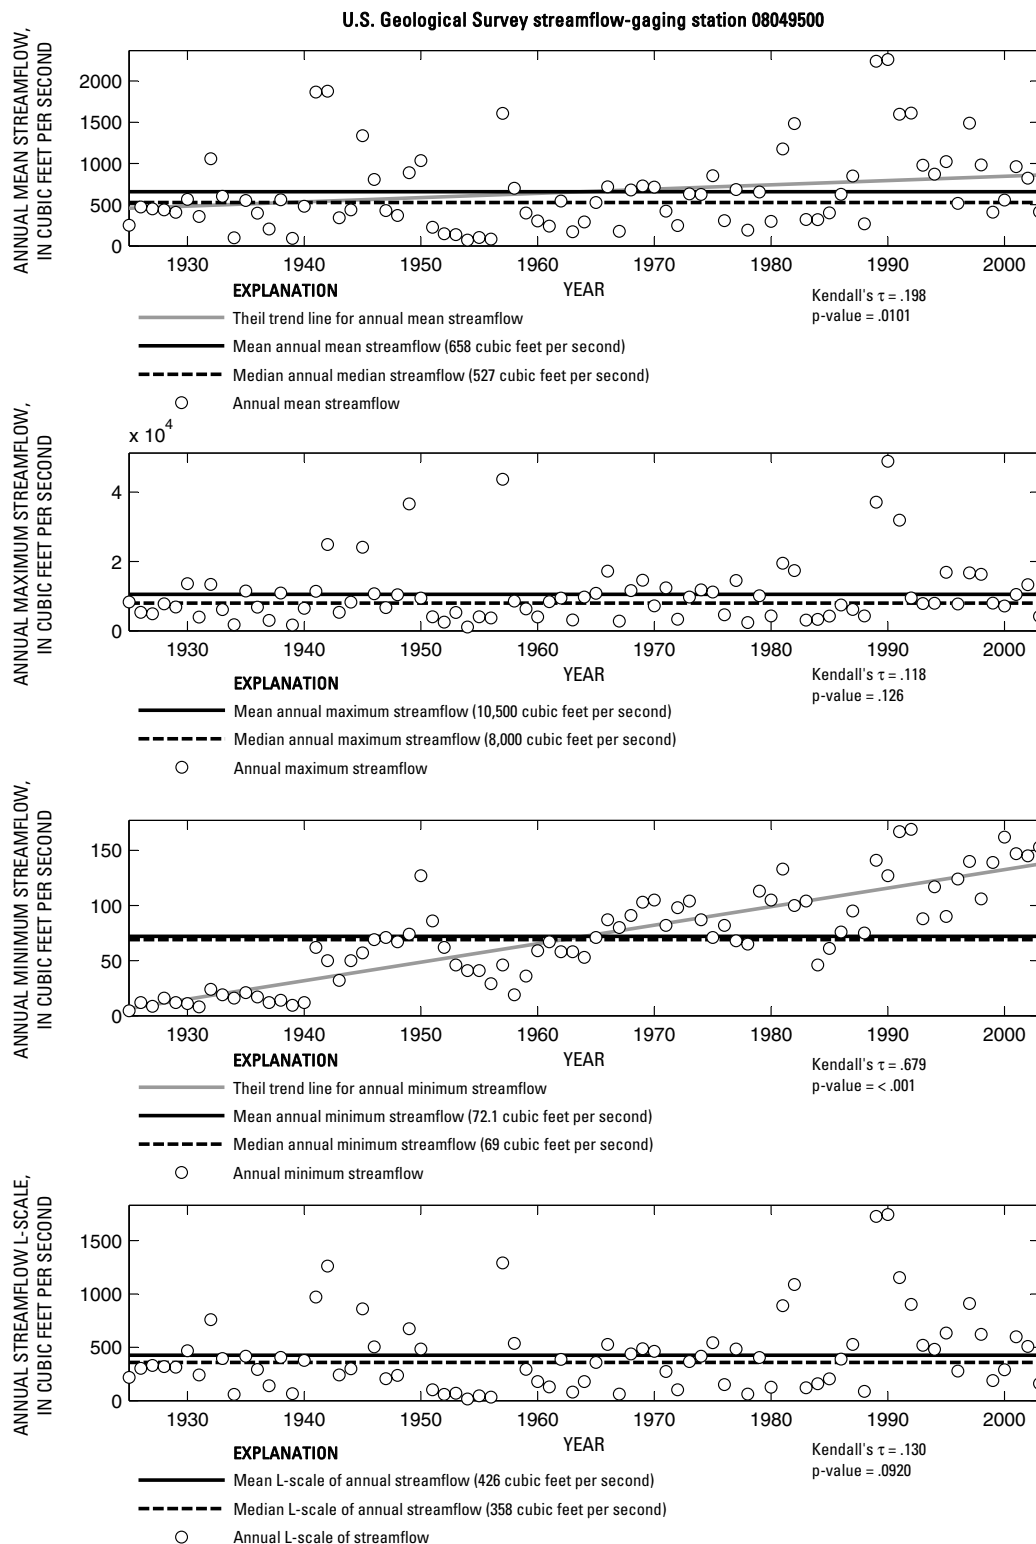 U.S. Geological Survey streamflow-gaging station 08049500
ANNUAL MEAN STREAMFLOW,
IN CUBIC FEET PER SECOND
2000
1500
1000
500
0
1930 1940 1950 1960 1970 1980 1990 2000
YEAR
EXPLANATION
Theil trend line for annual mean streamflow
Mean annual mean streamflow (658 cubic feet per second)
Median annual median streamflow (527 cubic feet per second)
Annual mean streamflow
Kendall's τ = .198
p-value = .0101
ANNUAL MAXIMUM STREAMFLOW,
IN CUBIC FEET PER SECOND
x 10⁴
4
2
0
1930 1940 1950 1960 1970 1980 1990 2000
YEAR
EXPLANATION
Mean annual maximum streamflow (10,500 cubic feet per second)
Median annual maximum streamflow (8,000 cubic feet per second)
Annual maximum streamflow
Kendall's τ = .118
p-value = .126
ANNUAL MINIMUM STREAMFLOW,
IN CUBIC FEET PER SECOND
150
100
50
0
1930 1940 1950 1960 1970 1980 1990 2000
YEAR
EXPLANATION
Theil trend line for annual minimum streamflow
Mean annual minimum streamflow (72.1 cubic feet per second)
Median annual minimum streamflow (69 cubic feet per second)
Annual minimum streamflow
Kendall's τ = .679
p-value = < .001
ANNUAL STREAMFLOW L-SCALE,
IN CUBIC FEET PER SECOND
1500
1000
500
0
1930 1940 1950 1960 1970 1980 1990 2000
YEAR
EXPLANATION
Mean L-scale of annual streamflow (426 cubic feet per second)
Median L-scale of annual streamflow (358 cubic feet per second)
Annual L-scale of streamflow
Kendall's τ = .130
p-value = .0920